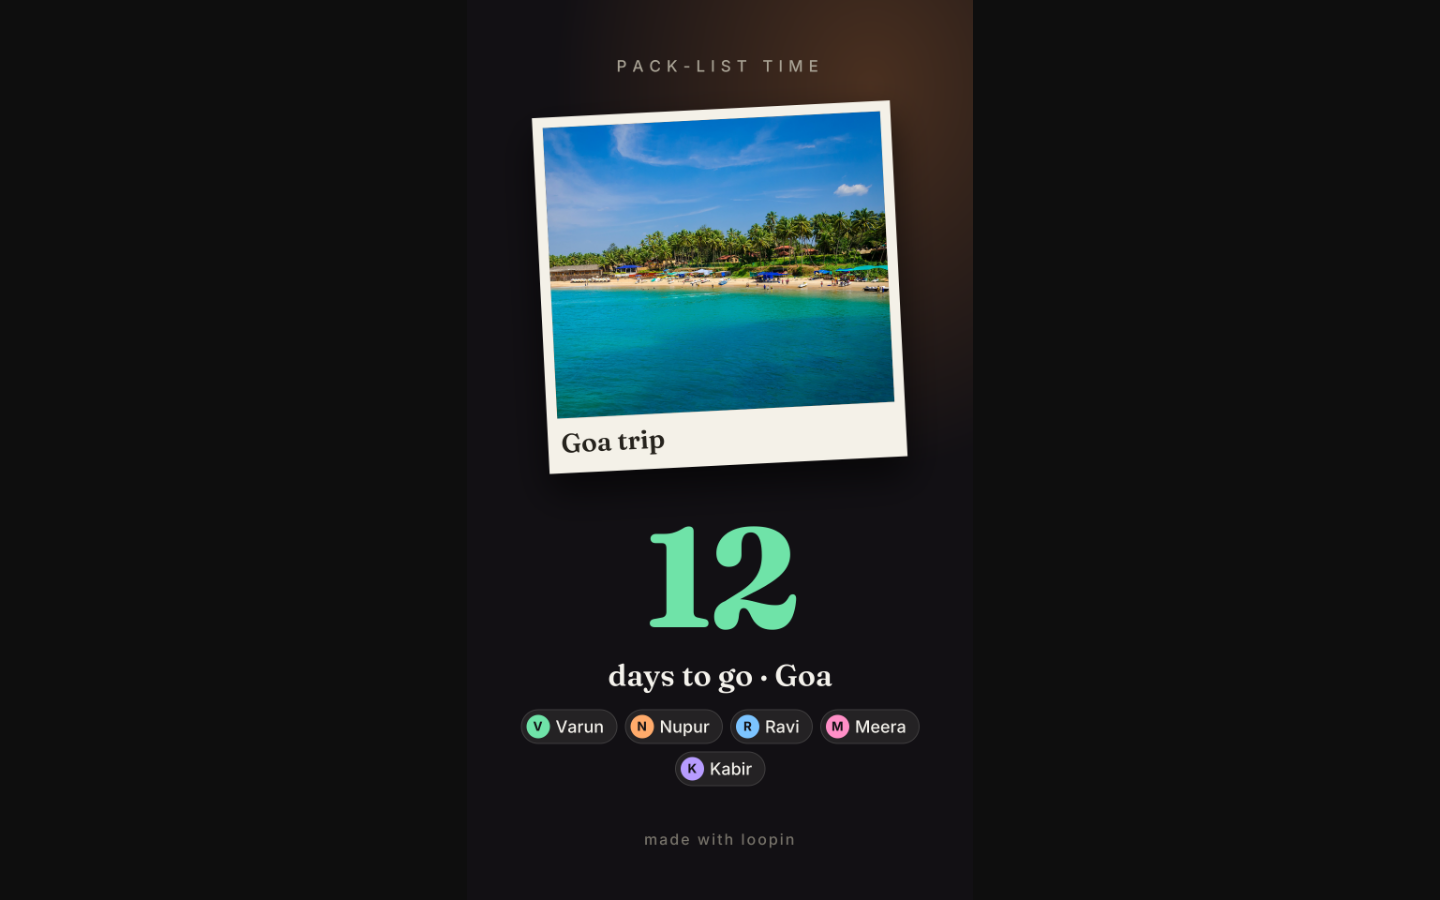 PACK-LIST TIME
Goa trip
12
days to go · Goa
V Varun N Nupur R Ravi M Meera
K Kabir
made with loopin